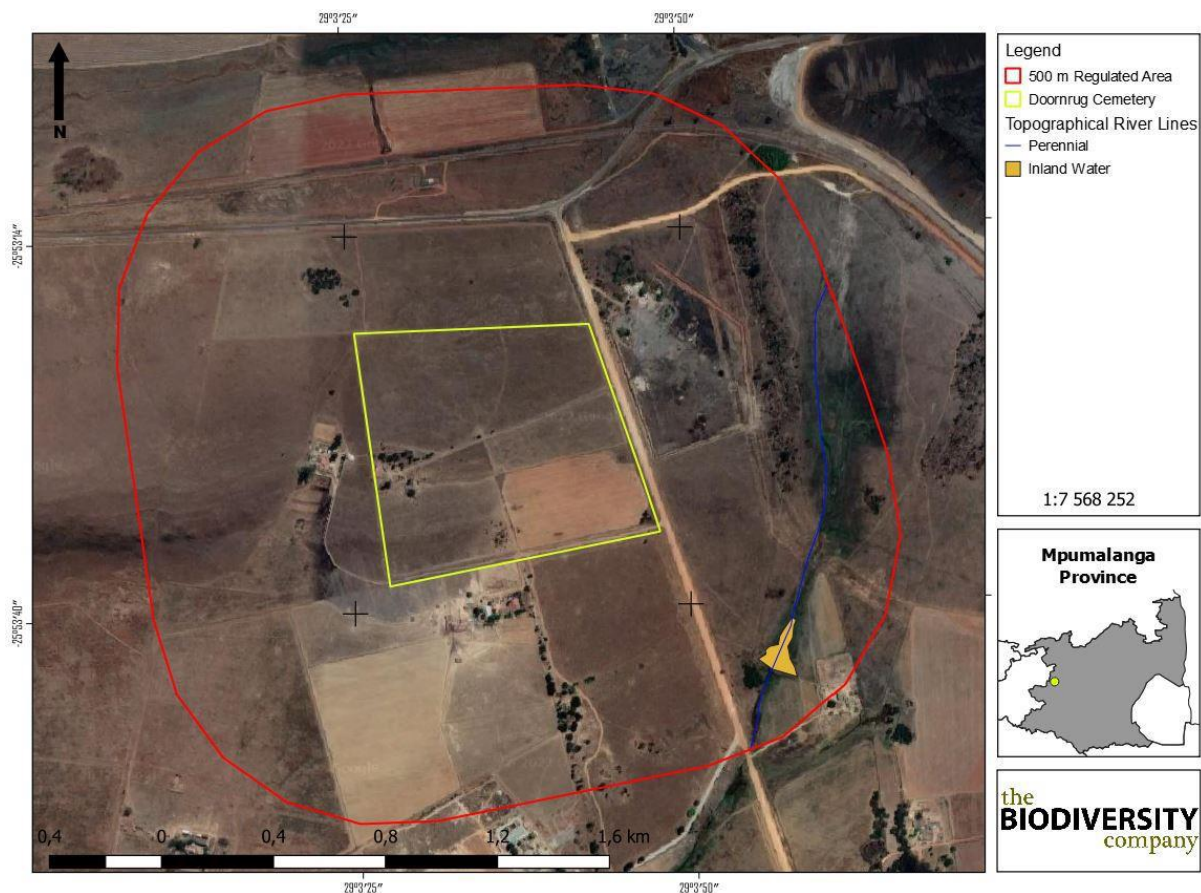 29°3'25"
29°3'50"
N
-25°53'14"
-25°53'40"
0,4
0
0,4
0,8
1,2
1,6 km
29°3'25"
29°3'50"
Legend
500 m Regulated Area
Doornrug Cemetery
Topographical River Lines
Perennial
Inland Water
1:7 568 252
Mpumalanga
Province
the
BIODIVERSITY
company